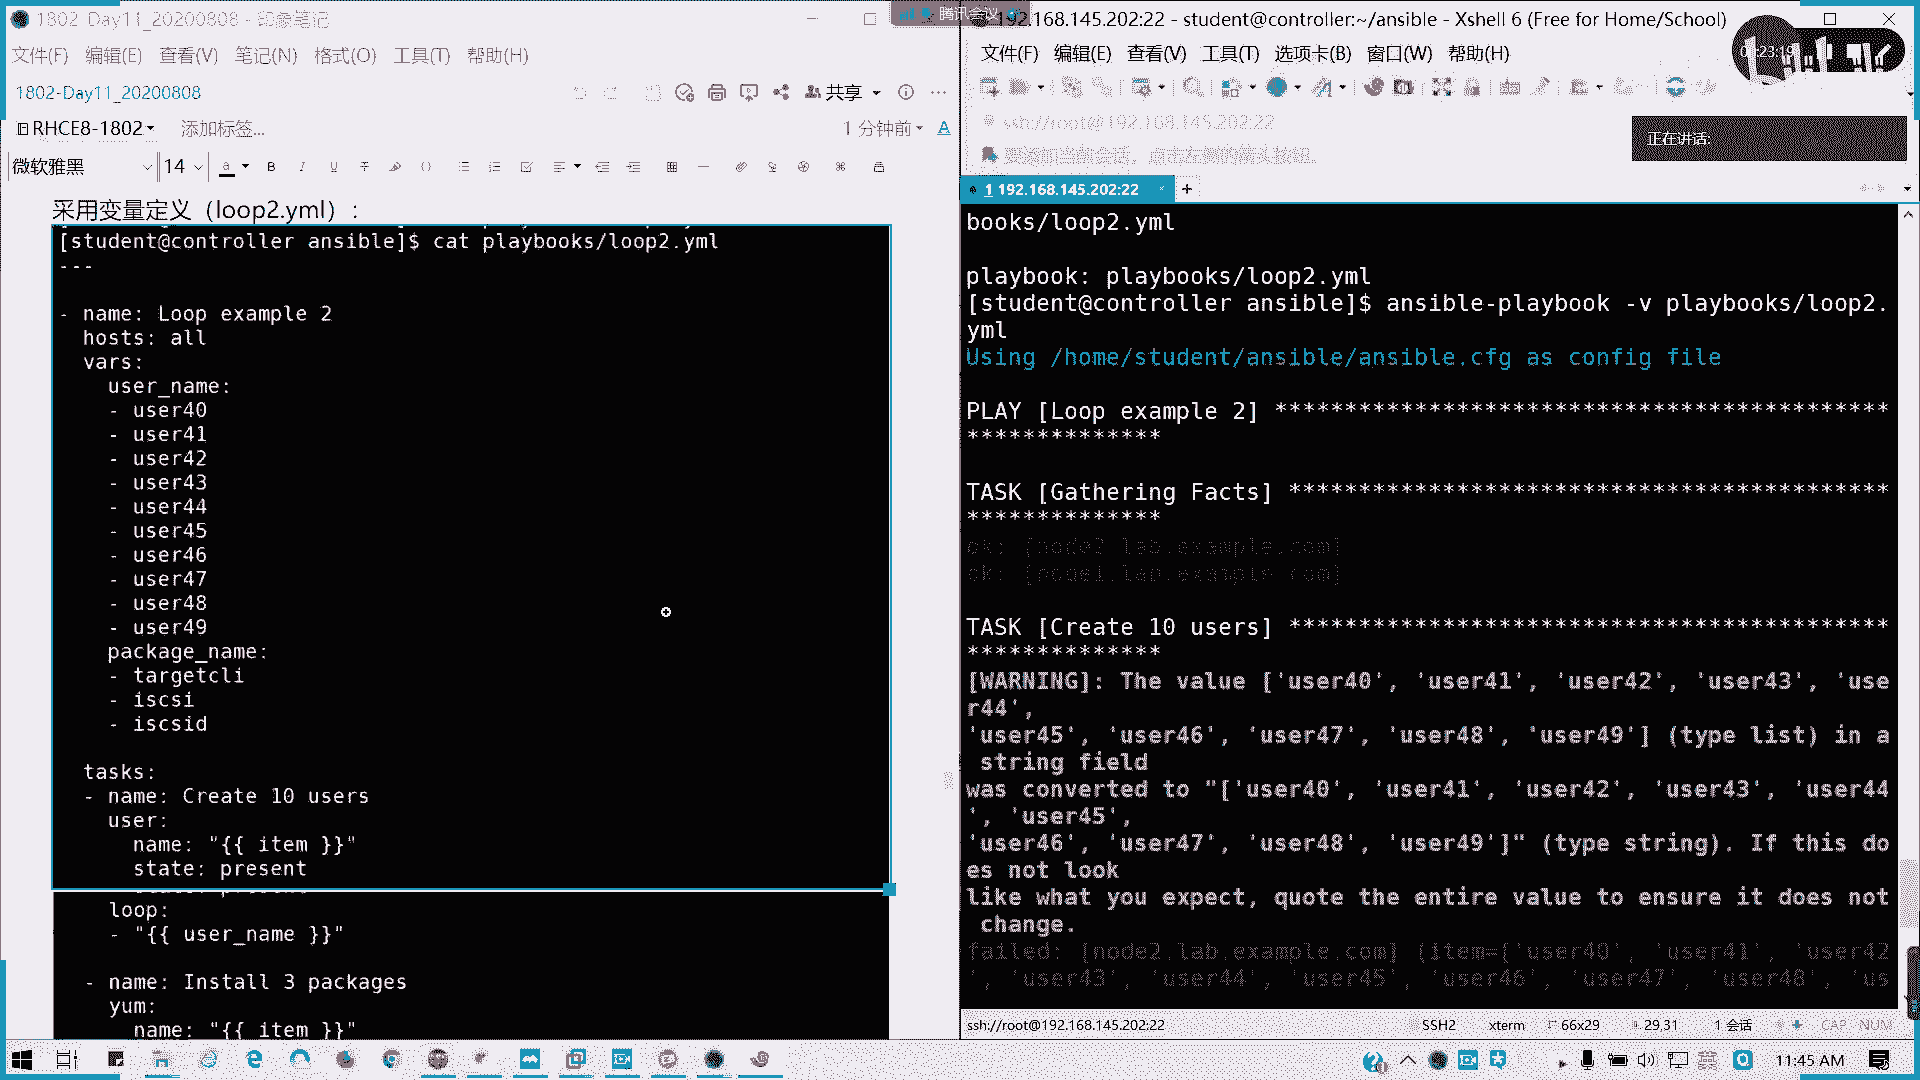 1802_Day11_20200808 - 印象笔记
文件(F) 编辑(E) 查看(V) 笔记(N) 格式(O) 工具(T) 帮助(H)
1802-Day11_20200808
共享
RHCE8-1802
添加标签...
1 分钟前
微软雅黑
14
采用变量定义（loop2.yml）:
[student@controller ansible]$ cat playbooks/loop2.yml
---
- name: Loop example 2
hosts: all
vars:
user_name:
- user40
- user41
- user42
- user43
- user44
- user45
- user46
- user47
- user48
- user49
package_name:
- targetcli
- iscsi
- iscsid
tasks:
- name: Create 10 users
user:
name: "{{ item }}"
state: present
loop:
- "{{ user_name }}"
- name: Install 3 packages
yum:
name: "{{ item }}"
腾讯会议
192.168.145.202:22 - student@controller:~/ansible - Xshell 6 (Free for Home/School)
文件(F) 编辑(E) 查看(V) 工具(T) 选项卡(B) 窗口(W) 帮助(H)
ssh://root@192.168.145.202:22
要添加当前会话，点击左侧的箭头按钮。
正在讲话:
1 192.168.145.202:22
books/loop2.yml
playbook: playbooks/loop2.yml
[student@controller ansible]$ ansible-playbook -v playbooks/loop2.
yml
Using /home/student/ansible/ansible.cfg as config file
PLAY [Loop example 2] *********************************************
**************
TASK [Gathering Facts] ********************************************
**************
ok: [node2.lab.example.com]
ok: [node1.lab.example.com]
TASK [Create 10 users] ********************************************
**************
[WARNING]: The value ['user40', 'user41', 'user42', 'user43', 'use
r44',
'user45', 'user46', 'user47', 'user48', 'user49'] (type list) in a
string field
was converted to "['user40', 'user41', 'user42', 'user43', 'user44
', 'user45',
'user46', 'user47', 'user48', 'user49']" (type string). If this do
es not look
like what you expect, quote the entire value to ensure it does not
change.
failed: [node2.lab.example.com] (item=['user40', 'user41', 'user42
', 'user43', 'user44', 'user45', 'user46', 'user47', 'user48', 'us
ssh://root@192.168.145.202:22
SSH2
xterm
66x29
29,31
1 会话
CAP NUM
英
11:45 AM